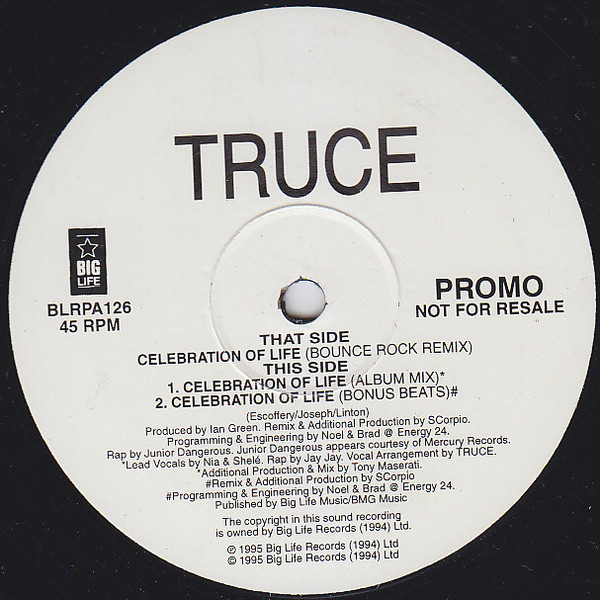 TRUCE
BIG
LIFE
BLRPA126
45 RPM
PROMO
NOT FOR RESALE
THAT SIDE
CELEBRATION OF LIFE (BOUNCE ROCK REMIX)
THIS SIDE
1. CELEBRATION OF LIFE (ALBUM MIX)*
2. CELEBRATION OF LIFE (BONUS BEATS)#
(Escoffery/Joseph/Linton)
Produced by Ian Green. Remix & Additional Production by SCorpio.
Programming & Engineering by Noel & Brad @ Energy 24.
Rap by Junior Dangerous. Junior Dangerous appears courtesy of Mercury Records.
*Lead Vocals by Nia & Shelé. Rap by Jay Jay. Vocal Arrangement by TRUCE.
*Additional Production & Mix by Tony Maserati.
#Remix & Additional Production by SCorpio
#Programming & Engineering by Noel & Brad @ Energy 24.
Published by Big Life Music/BMG Music
The copyright in this sound recording
is owned by Big Life Records (1994) Ltd.
℗ 1995 Big Life Records (1994) Ltd
© 1995 Big Life Records (1994) Ltd.